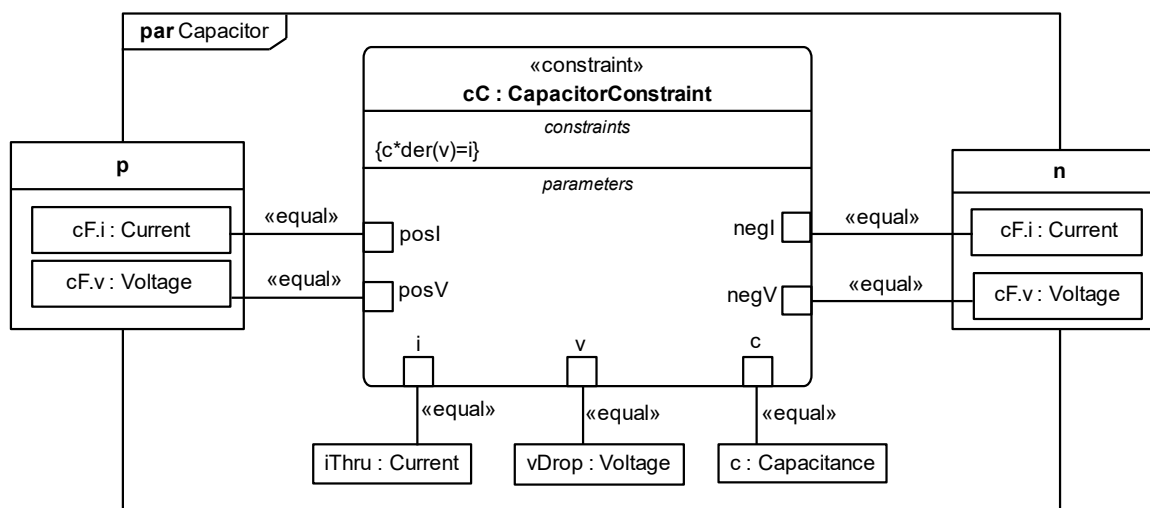 par Capacitor
«constraint»
cC : CapacitorConstraint
constraints
{c*der(v)=i}
parameters
p
cF.i : Current
cF.v : Voltage
«equal»
«equal»
posI
posV
negI
negV
«equal»
«equal»
n
cF.i : Current
cF.v : Voltage
i
v
c
«equal»
«equal»
«equal»
iThru : Current
vDrop : Voltage
c : Capacitance